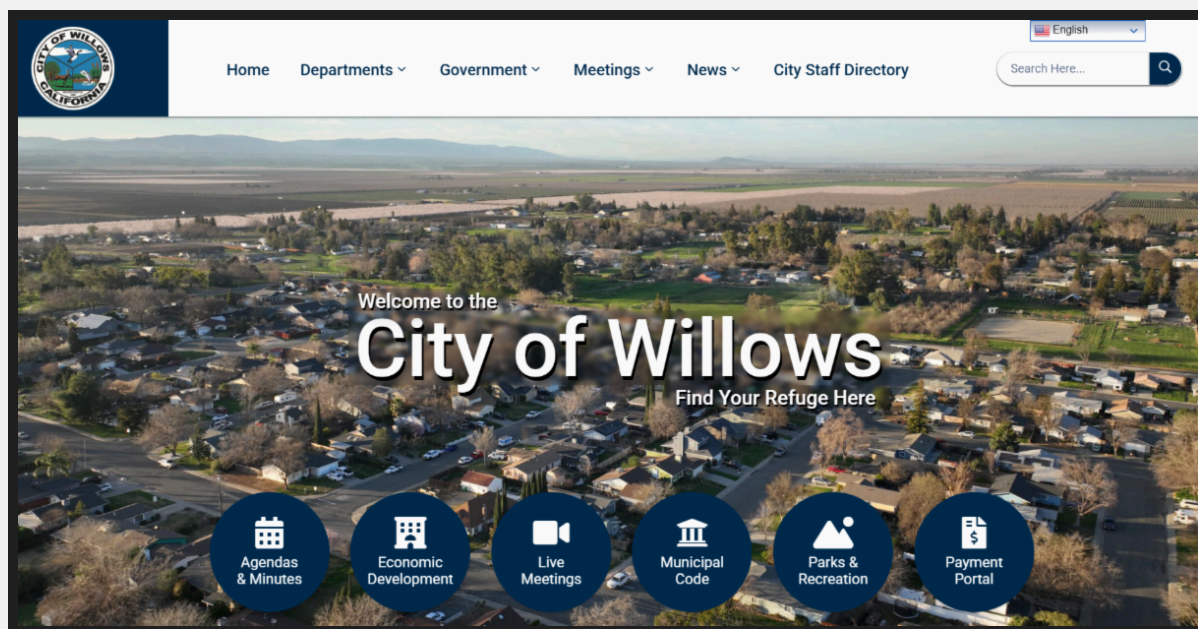 CITY OF WILLOWS
CALIFORNIA
English
Home
Departments
Government
Meetings
News
City Staff Directory
Search Here...
Welcome to the
City of Willows
Find Your Refuge Here
Agendas
& Minutes
Economic
Development
Live
Meetings
Municipal
Code
Parks &
Recreation
Payment
Portal